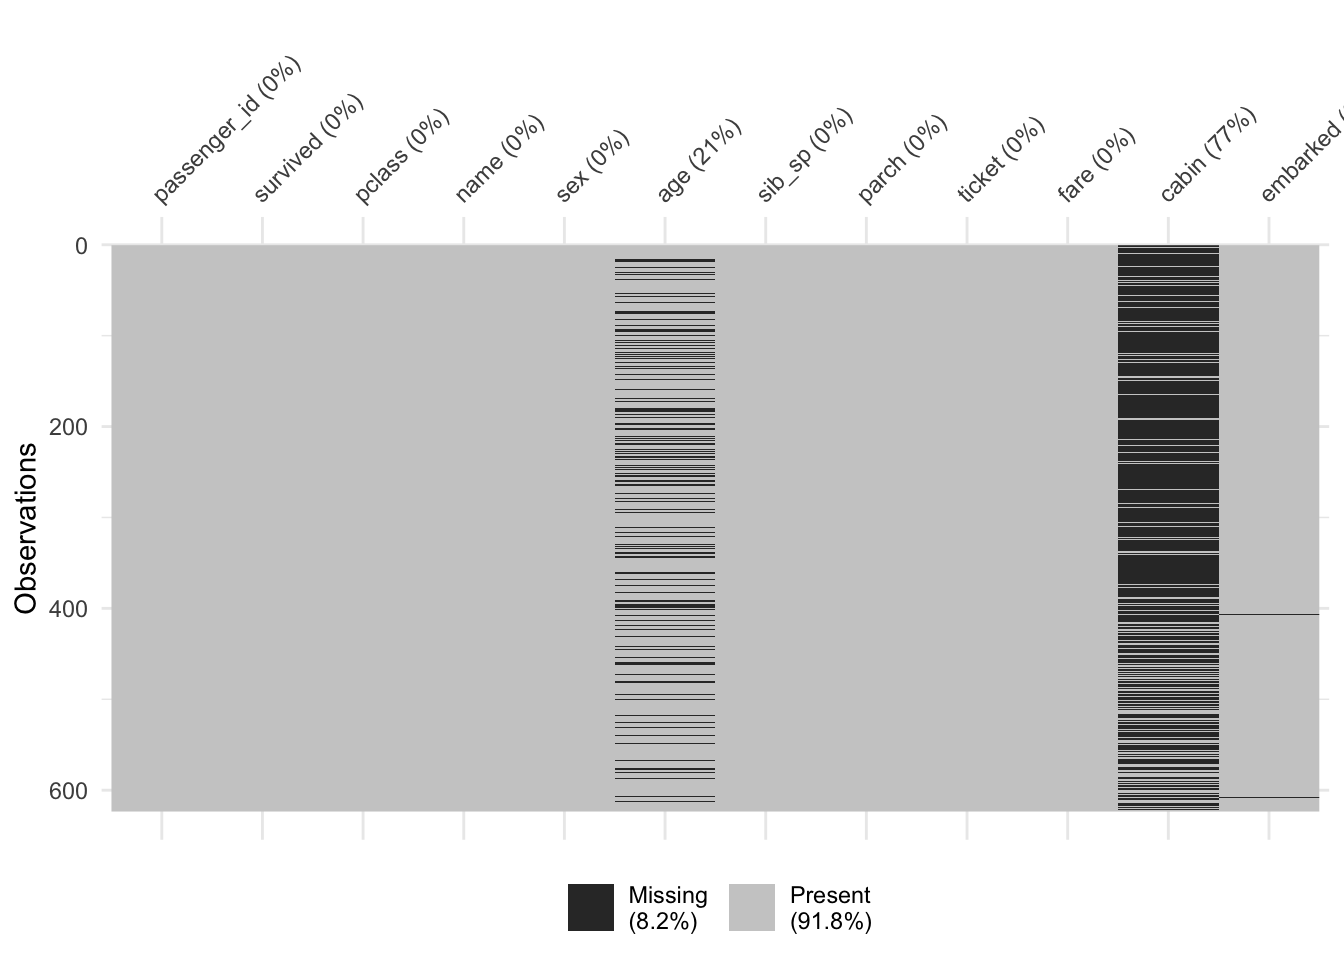 passenger_id (0%)
survived (0%)
pclass (0%)
name (0%)
sex (0%)
age (21%)
sib_sp (0%)
parch (0%)
ticket (0%)
fare (0%)
cabin (77%)
embarked (
0
200
400
600
Observations
Missing
(8.2%)
Present
(91.8%)